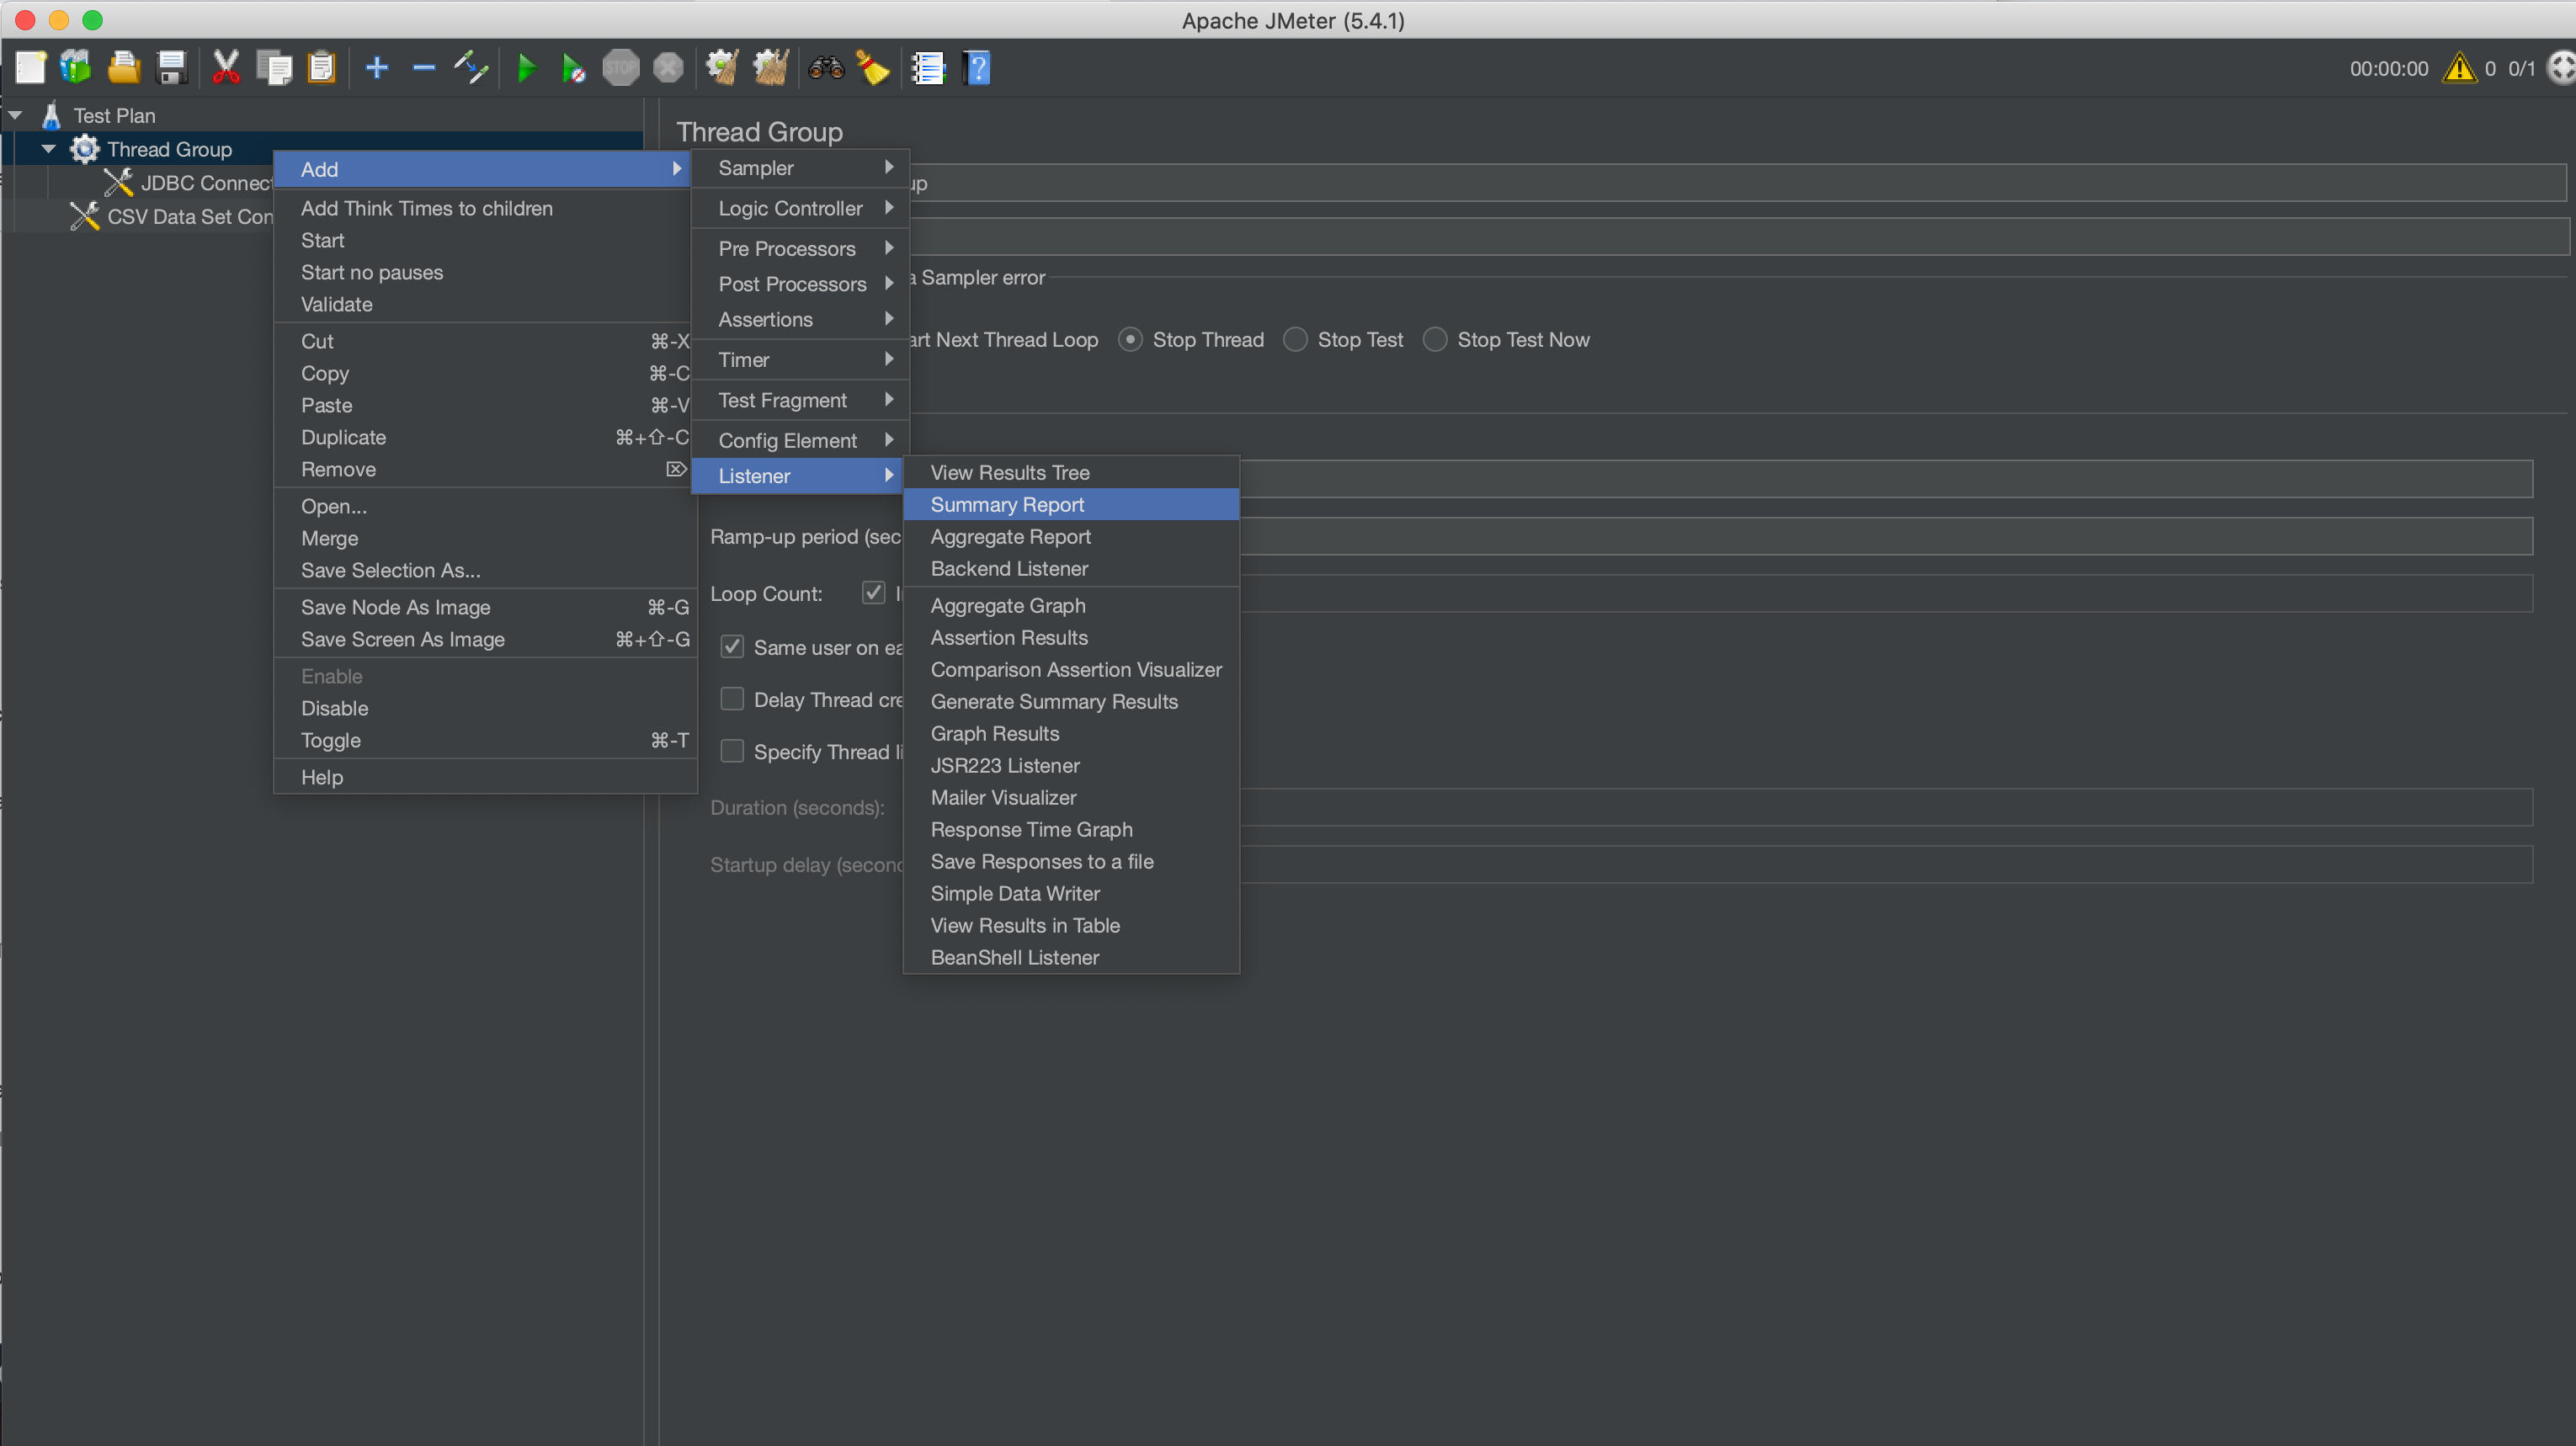 Apache JMeter (5.4.1)
STOP
00:00:00
0 0/1
Test Plan
Thread Group
JDBC Connect
CSV Data Set Con
Add
Add Think Times to children
Start
Start no pauses
Validate
Cut ⌘-X
Copy ⌘-C
Paste ⌘-V
Duplicate ⌘+⇧-C
Remove ⌦
Open...
Merge
Save Selection As...
Save Node As Image ⌘-G
Save Screen As Image ⌘+⇧-G
Enable
Disable
Toggle ⌘-T
Help
Sampler
Logic Controller
Pre Processors
Post Processors
Assertions
Timer
Test Fragment
Config Element
Listener
View Results Tree
Summary Report
Aggregate Report
Backend Listener
Aggregate Graph
Assertion Results
Comparison Assertion Visualizer
Generate Summary Results
Graph Results
JSR223 Listener
Mailer Visualizer
Response Time Graph
Save Responses to a file
Simple Data Writer
View Results in Table
BeanShell Listener
Thread Group
up
a Sampler error
art Next Thread Loop Stop Thread Stop Test Stop Test Now
Ramp-up period (sec
Loop Count:
Same user on ea
Delay Thread cre
Specify Thread li
Duration (seconds):
Startup delay (second